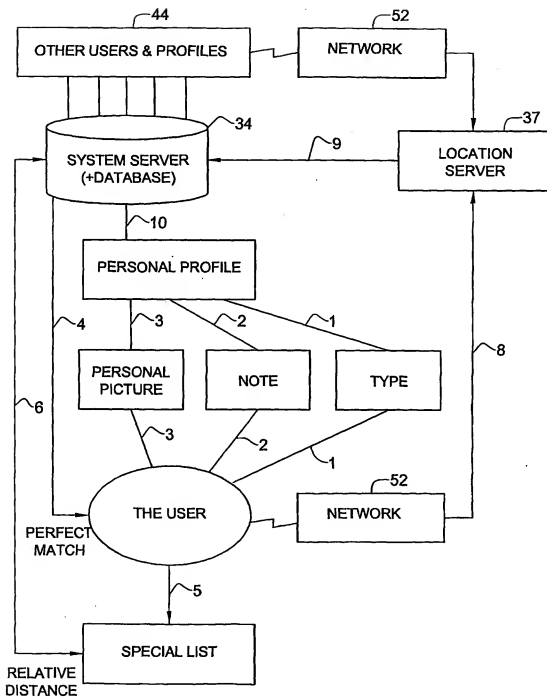 44
52
OTHER USERS & PROFILES
NETWORK
34
37
SYSTEM SERVER
(+DATABASE)
9
LOCATION
SERVER
10
PERSONAL PROFILE
4
3
2
1
8
6
PERSONAL
PICTURE
NOTE
TYPE
3
2
1
52
THE USER
NETWORK
PERFECT
MATCH
5
SPECIAL LIST
RELATIVE
DISTANCE